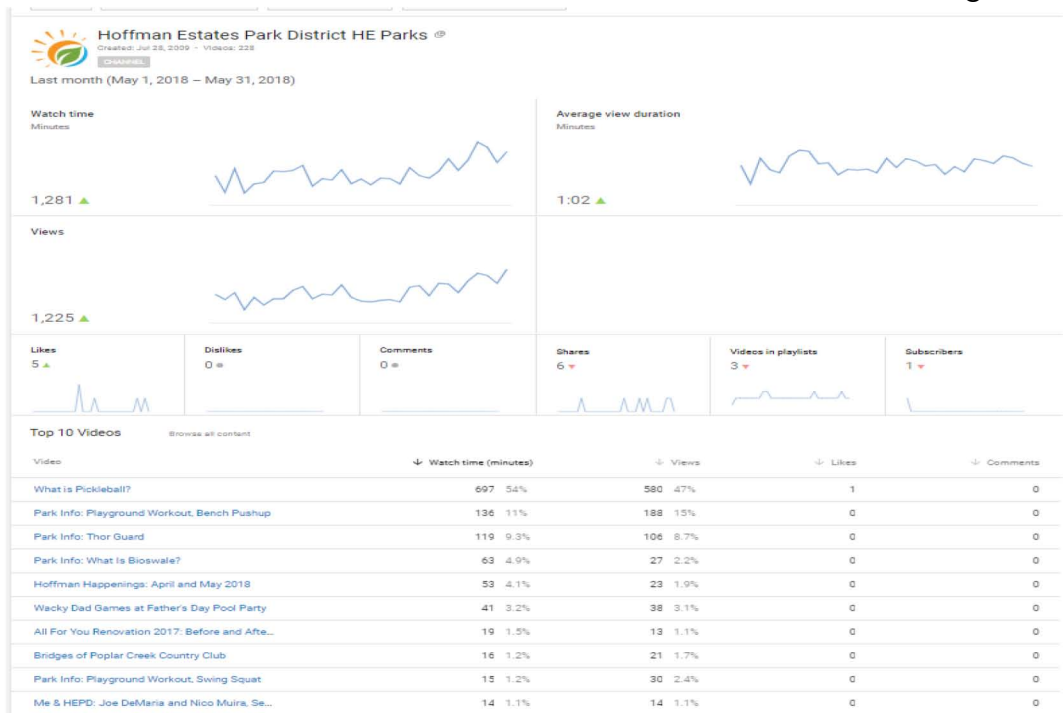 Hoffman Estates Park District HE Parks
Created: Jul 28, 2009 · Videos: 228
CHANNEL
Last month (May 1, 2018 – May 31, 2018)
Watch time
Minutes
1,281
Average view duration
Minutes
1:02
Views
1,225
Likes
5
Dislikes
0
Comments
0
Shares
6
Videos in playlists
3
Subscribers
1
Top 10 Videos Browse all content
Video Watch time (minutes) Views Likes Comments
What is Pickleball? 697 54% 580 47% 1 0
Park Info: Playground Workout, Bench Pushup 136 11% 188 15% 0 0
Park Info: Thor Guard 119 9.3% 106 8.7% 0 0
Park Info: What Is Bioswale? 63 4.9% 27 2.2% 0 0
Hoffman Happenings: April and May 2018 53 4.1% 23 1.9% 0 0
Wacky Dad Games at Father's Day Pool Party 41 3.2% 38 3.1% 0 0
All For You Renovation 2017: Before and Afte... 19 1.5% 13 1.1% 0 0
Bridges of Poplar Creek Country Club 16 1.2% 21 1.7% 0 0
Park Info: Playground Workout, Swing Squat 15 1.2% 30 2.4% 0 0
Me & HEPD: Joe DeMaria and Nico Muira, Se... 14 1.1% 14 1.1% 0 0